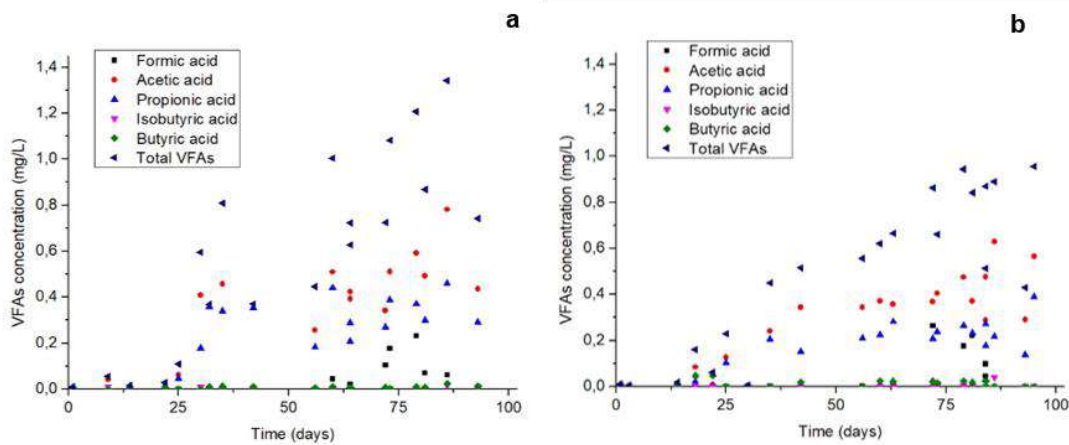 a
Formic acid
Acetic acid
Propionic acid
Isobutyric acid
Butyric acid
Total VFAs
1,4
1,2
1,0
0,8
0,6
0,4
0,2
0,0
VFAs concentration (mg/L)
0
25
50
75
100
Time (days)
b
Formic acid
Acetic acid
Propionic acid
Isobutyric acid
Butyric acid
Total VFAs
1,4
1,2
1,0
0,8
0,6
0,4
0,2
0,0
VFAs concentration (mg/L)
0
25
50
75
100
Time (days)